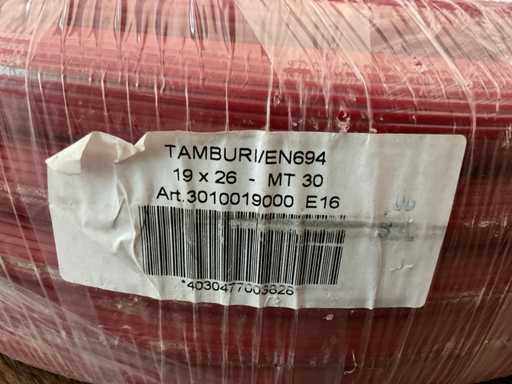 TAMBURI/EN694
19 x 26 - MT 30
Art.3010019000 E16